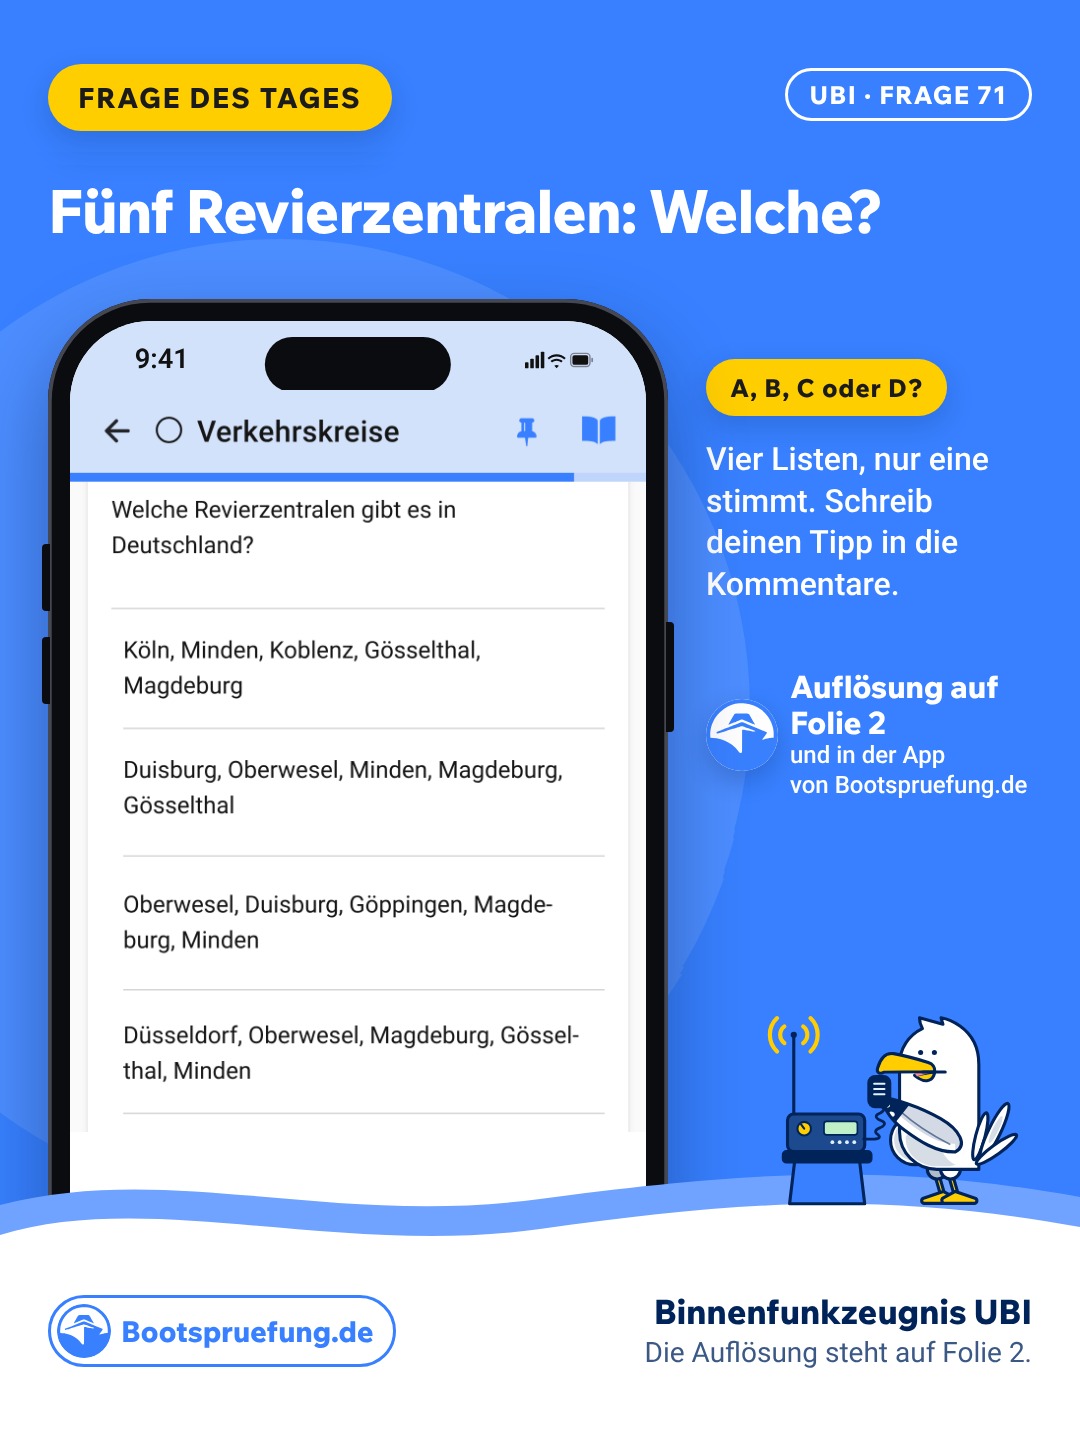 FRAGE DES TAGES
UBI · FRAGE 71
Fünf Revierzentralen: Welche?
9:41
Verkehrskreise
Welche Revierzentralen gibt es in
Deutschland?
Köln, Minden, Koblenz, Gösselthal,
Magdeburg
Duisburg, Oberwesel, Minden, Magdeburg,
Gösselthal
Oberwesel, Duisburg, Göppingen, Magde-
burg, Minden
Düsseldorf, Oberwesel, Magdeburg, Gössel-
thal, Minden
A, B, C oder D?
Vier Listen, nur eine
stimmt. Schreib
deinen Tipp in die
Kommentare.
Auflösung auf
Folie 2
und in der App
von Bootspruefung.de
Bootspruefung.de
Binnenfunkzeugnis UBI
Die Auflösung steht auf Folie 2.